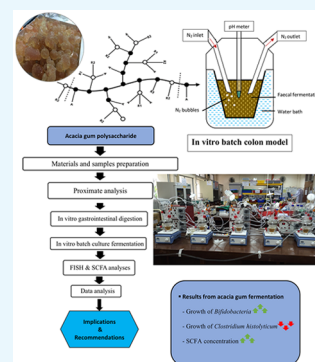 N₂ inlet
pH meter
N₂ outlet
N₂ bubbles
Faecal fermentation
Water bath
In vitro batch colon model
Acacia gum polysaccharide
Materials and samples preparation
Proximate analysis
In vitro gastrointestinal digestion
In vitro batch culture fermentation
FISH & SCFA analyses
Data analysis
Implications
&
Recommendations
• Results from acacia gum fermentation
- Growth of Bifidobacteria
- Growth of Clostridium histolyticum
- SCFA concentration